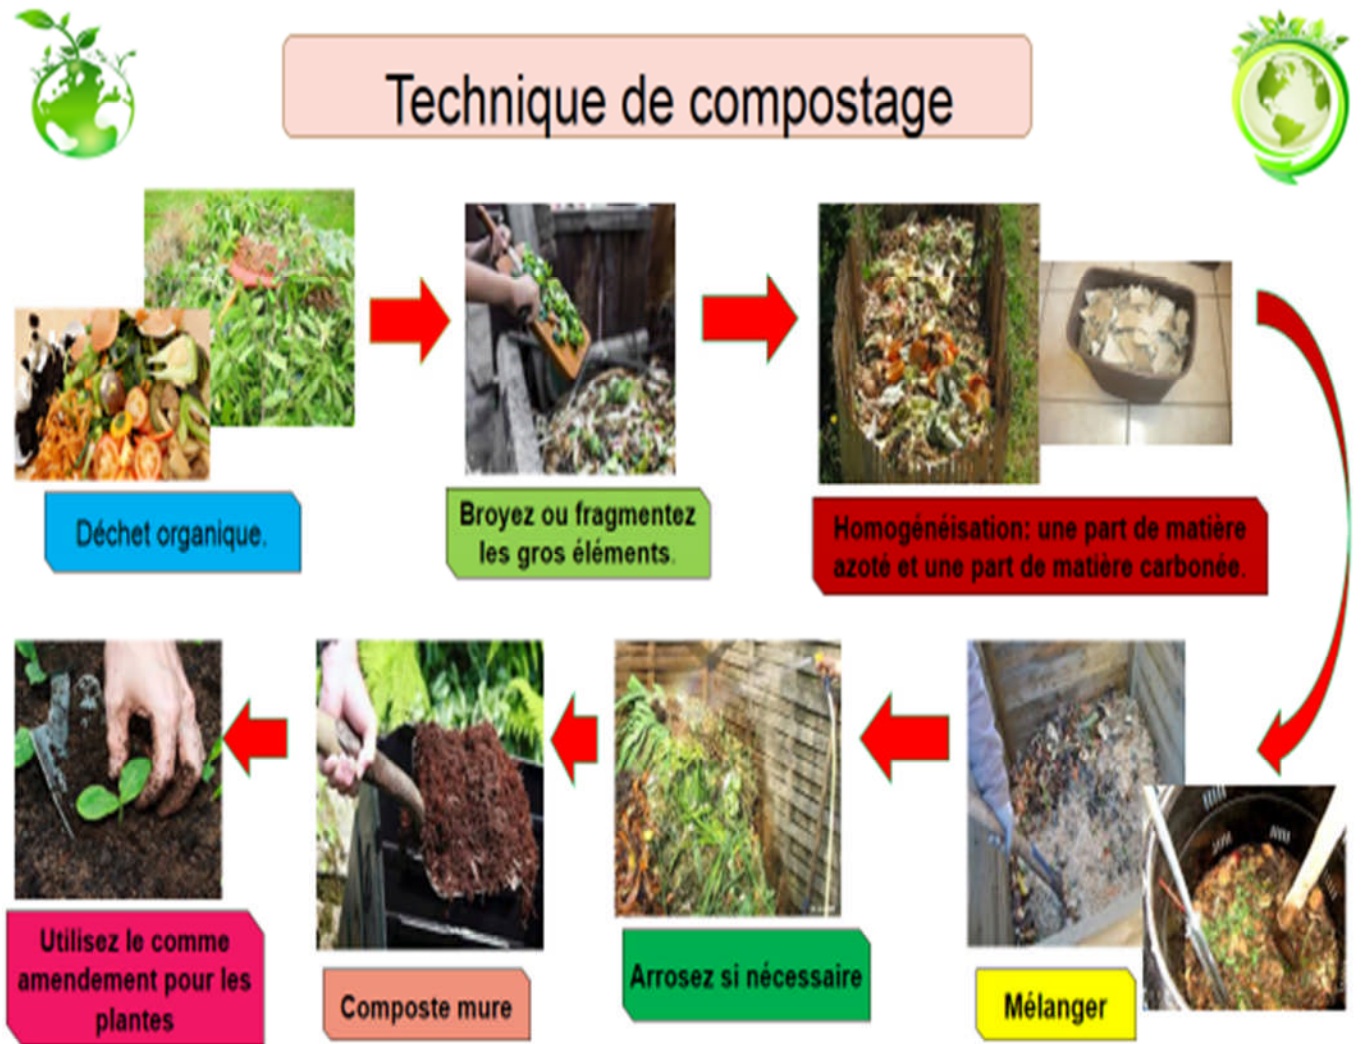 Technique de compostage
Déchet organique.
Broyez ou fragmentez
les gros éléments.
Homogénéisation: une part de matière
azoté et une part de matière carbonée.
Mélanger
Arrosez si nécessaire
Composte mure
Utilisez le comme
amendement pour les
plantes